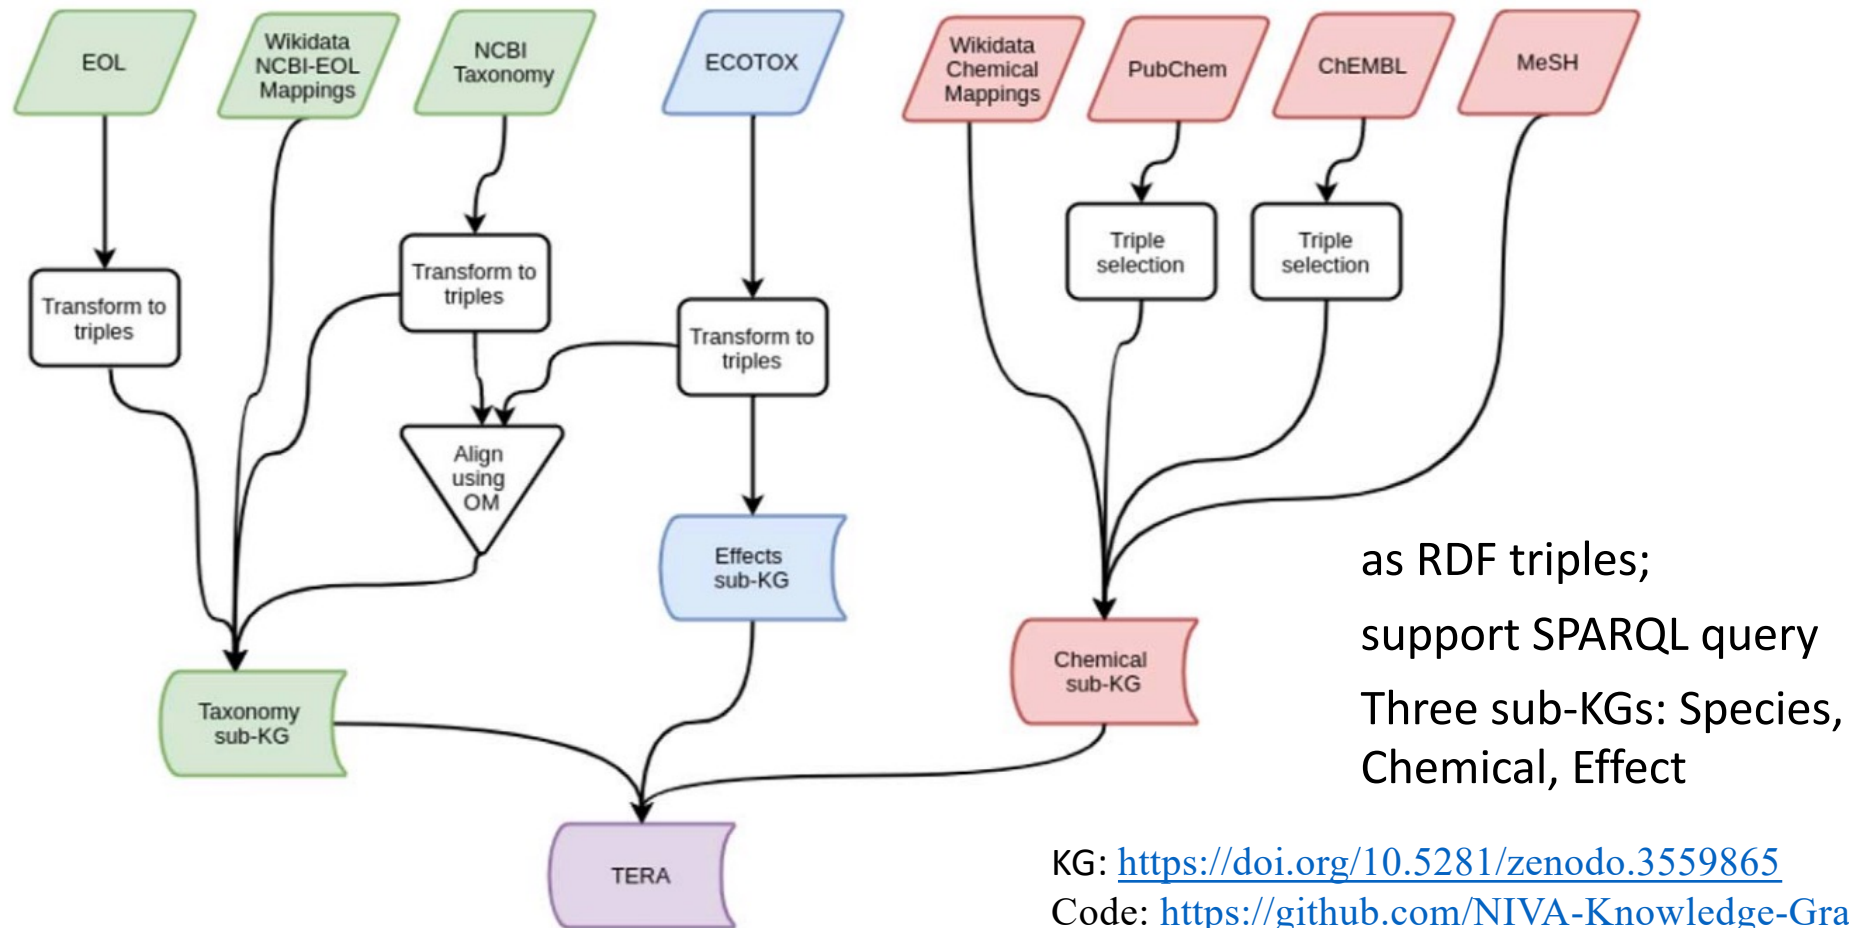 EOL
Wikidata
NCBI-EOL
Mappings
NCBI
Taxonomy
ECOTOX
Wikidata
Chemical
Mappings
PubChem
ChEMBL
MeSH
Transform to
triples
Transform to
triples
Transform to
triples
Triple
selection
Triple
selection
Align
using
OM
Effects
sub-KG
Taxonomy
sub-KG
Chemical
sub-KG
TERA
as RDF triples;
support SPARQL query
Three sub-KGs: Species,
Chemical, Effect
KG: https://doi.org/10.5281/zenodo.3559865
Code: https://github.com/NIVA-Knowledge-Gra